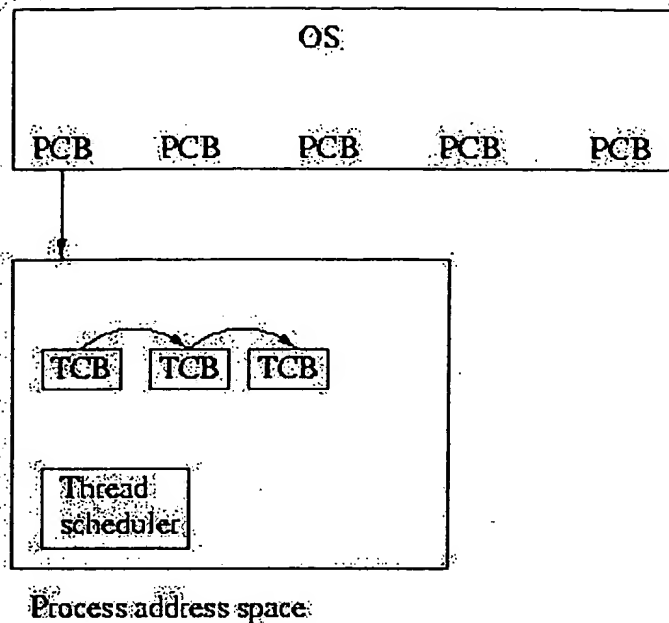 OS
PCB PCB PCB PCB PCB
TCB TCB TCB
Thread
scheduler
Process address space